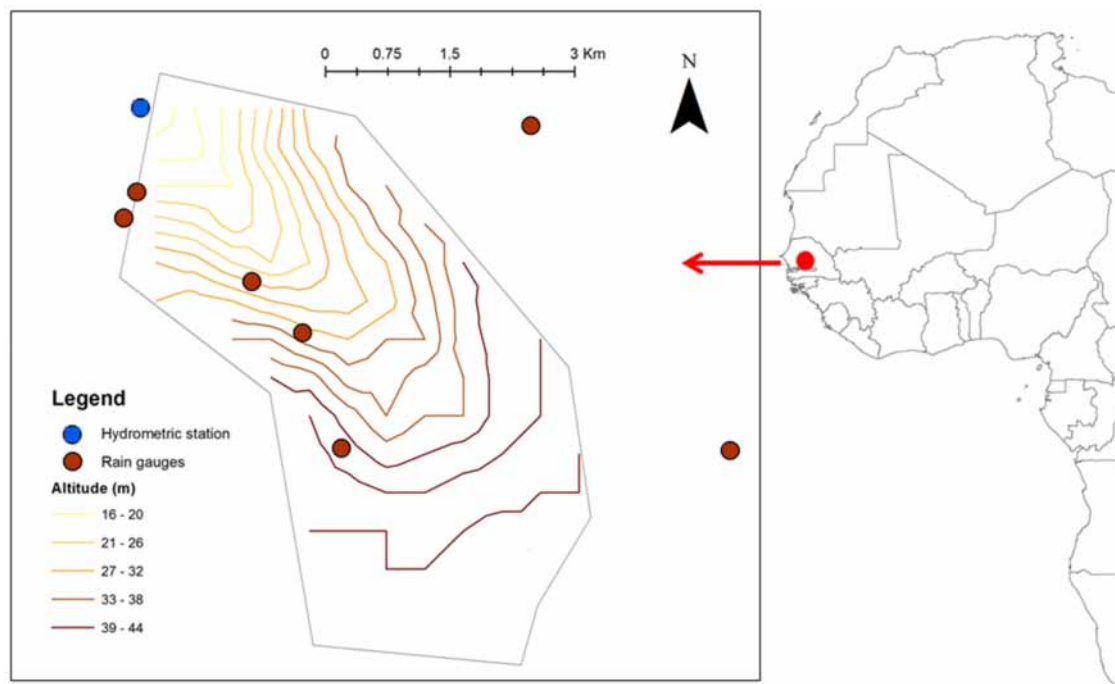 0 0.75 1.5 3 Km
N
Legend
Hydrometric station
Rain gauges
Altitude (m)
16 - 20
21 - 26
27 - 32
33 - 38
39 - 44